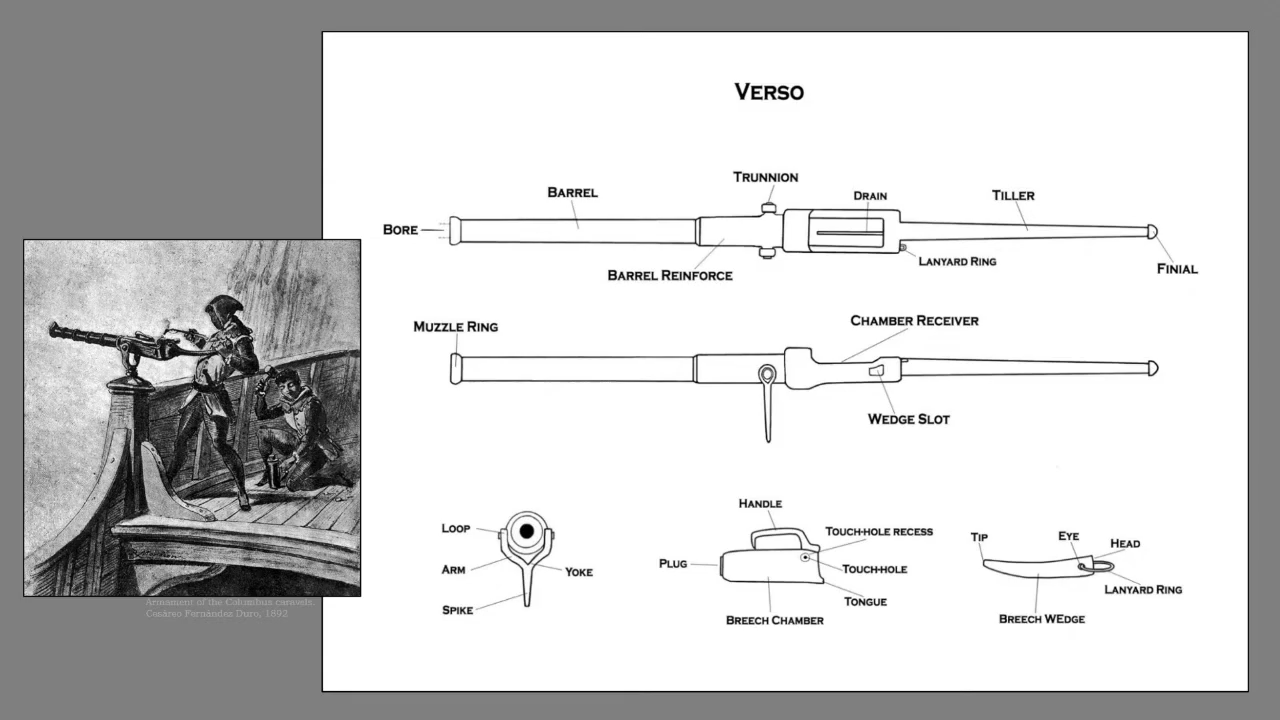 VERSO
TRUNNION
BARREL
DRAIN
TILLER
BORE
LANYARD RING
BARREL REINFORCE
FINIAL
MUZZLE RING
CHAMBER RECEIVER
WEDGE SLOT
HANDLE
LOOP
TOUCH-HOLE RECESS
TIP
EYE
HEAD
PLUG
TOUCH-HOLE
ARM
YOKE
LANYARD RING
TONGUE
SPIKE
BREECH CHAMBER
BREECH WEDGE
Armament of the Columbus caravels.
Cesáreo Fernández Duro, 1892